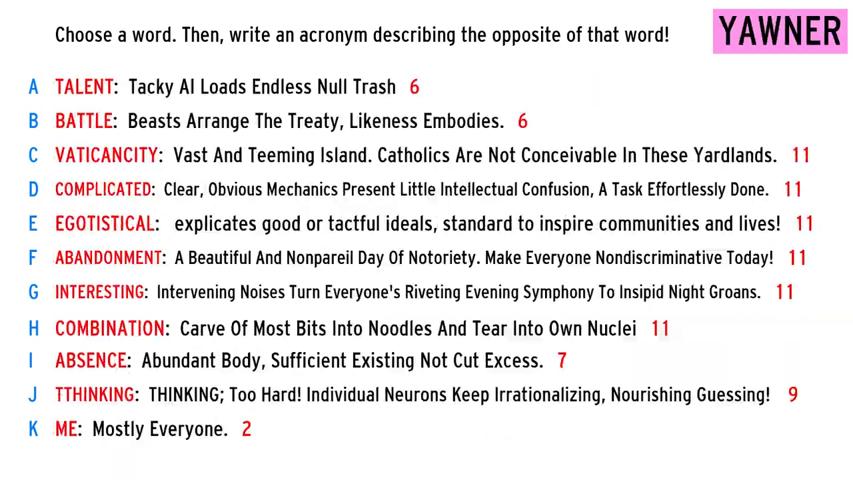 Choose a word. Then, write an acronym describing the opposite of that word! YAWNER
A TALENT: Tacky AI Loads Endless Null Trash 6
B BATTLE: Beasts Arrange The Treaty, Likeness Embodies. 6
C VATICANCITY: Vast And Teeming Island. Catholics Are Not Conceivable In These Yardlands. 11
D COMPLICATED: Clear, Obvious Mechanics Present Little Intellectual Confusion, A Task Effortlessly Done. 11
E EGOTISTICAL: explicates good or tactful ideals, standard to inspire communities and lives! 11
F ABANDONMENT: A Beautiful And Nonpareil Day Of Notoriety. Make Everyone Nondiscriminative Today! 11
G INTERESTING: Intervening Noises Turn Everyone's Riveting Evening Symphony To Insipid Night Groans. 11
H COMBINATION: Carve Of Most Bits Into Noodles And Tear Into Own Nuclei 11
I ABSENCE: Abundant Body, Sufficient Existing Not Cut Excess. 7
J TTHINKING: THINKING; Too Hard! Individual Neurons Keep Irrationalizing, Nourishing Guessing! 9
K ME: Mostly Everyone. 2